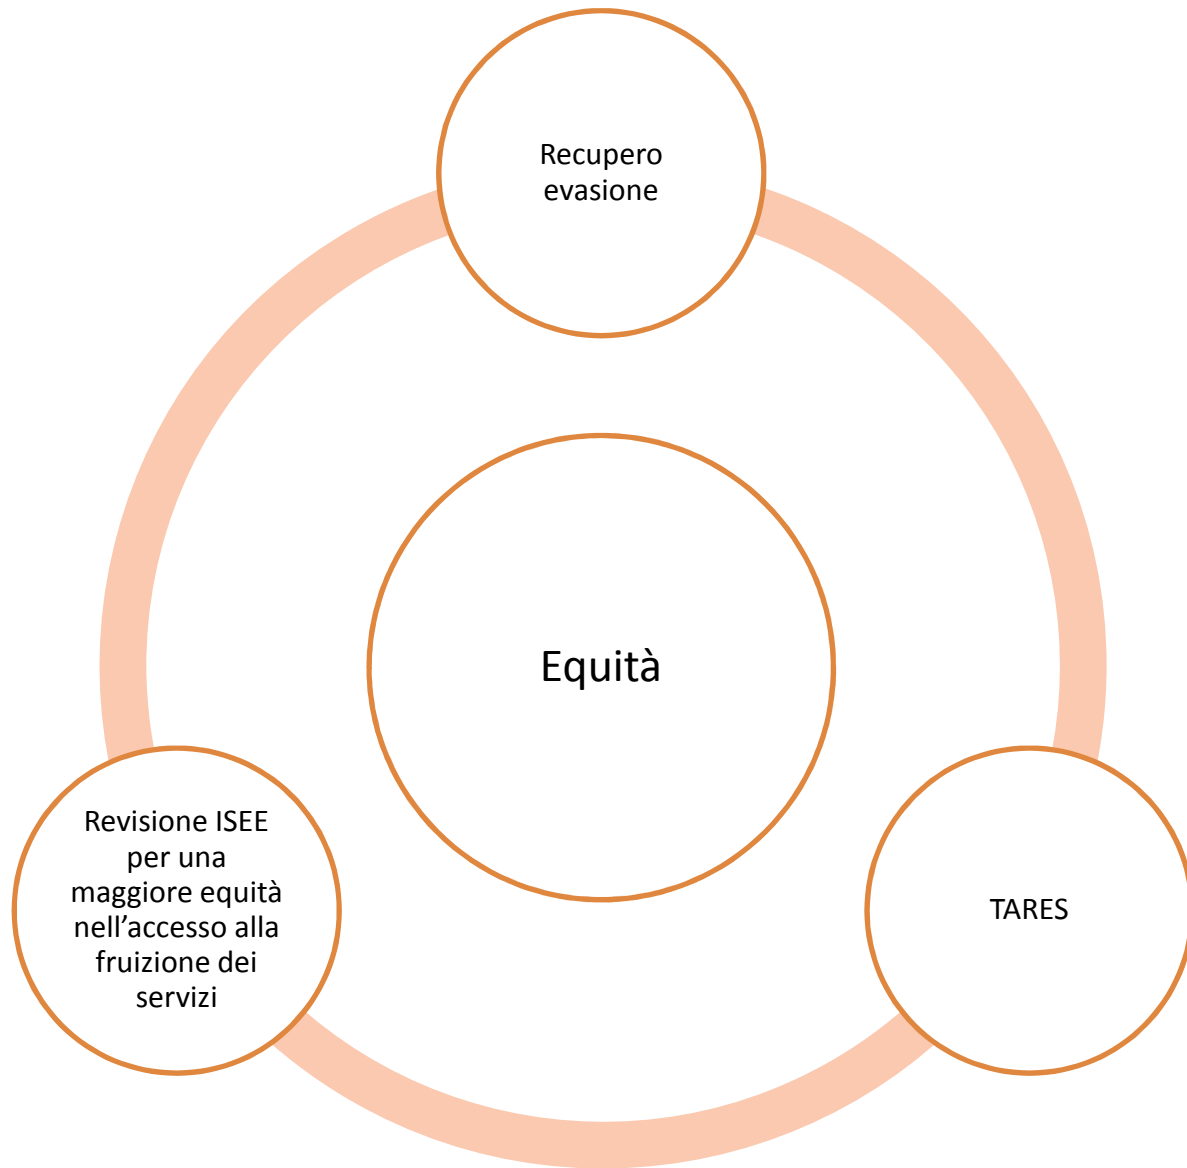 Recupero
evasione
Equità
Revisione ISEE
per una
maggiore equità
nell’accesso alla
fruizione dei
servizi
TARES